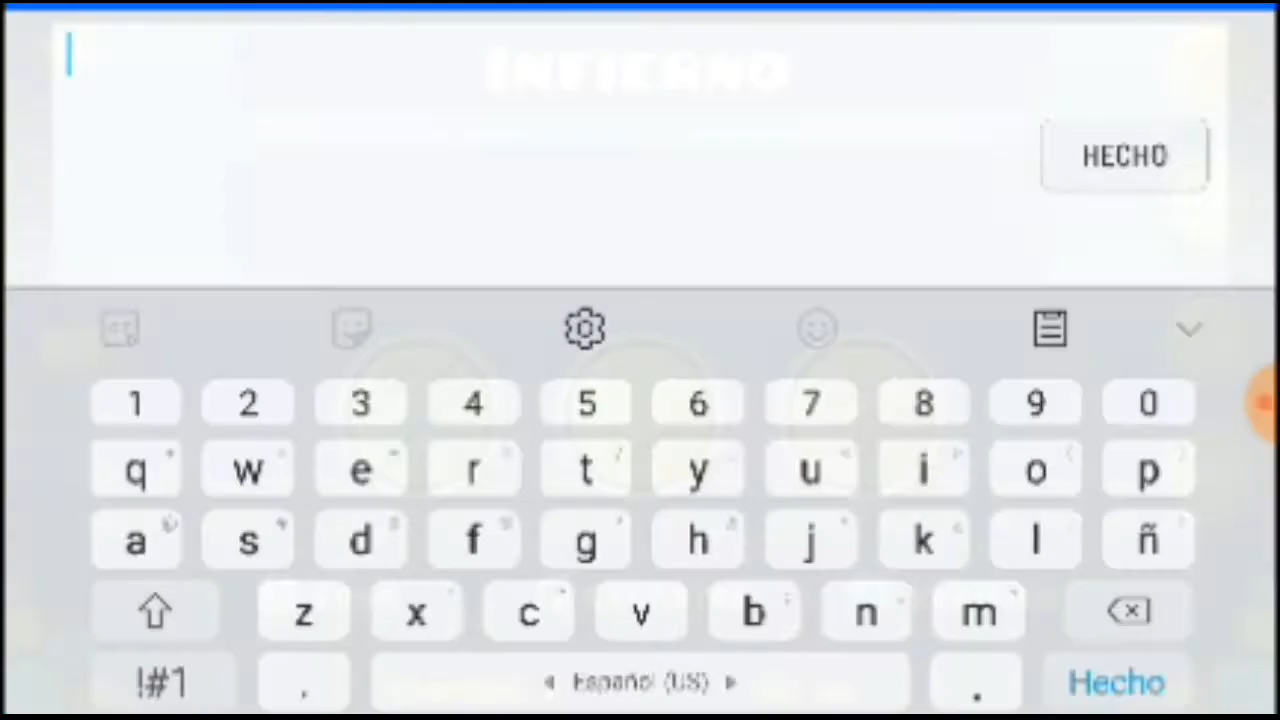 INFIERNO
HECHO
1 2 3 4 5 6 7 8 9 0
q w e r t y u i o p
a s d f g h j k l ñ
z x c v b n m
!#1 , Español (US) . Hecho